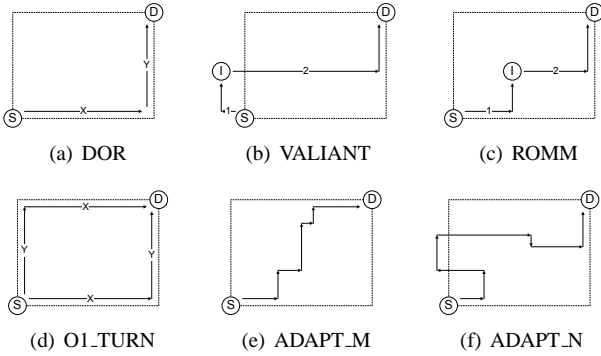 D
Y
S
X
D
I
2
1
S
D
I
2
1
S
(a) DOR
(b) VALIANT
(c) ROMM
X
D
Y
Y
S
X
D
S
D
S
(d) O1_TURN
(e) ADAPT_M
(f) ADAPT_N